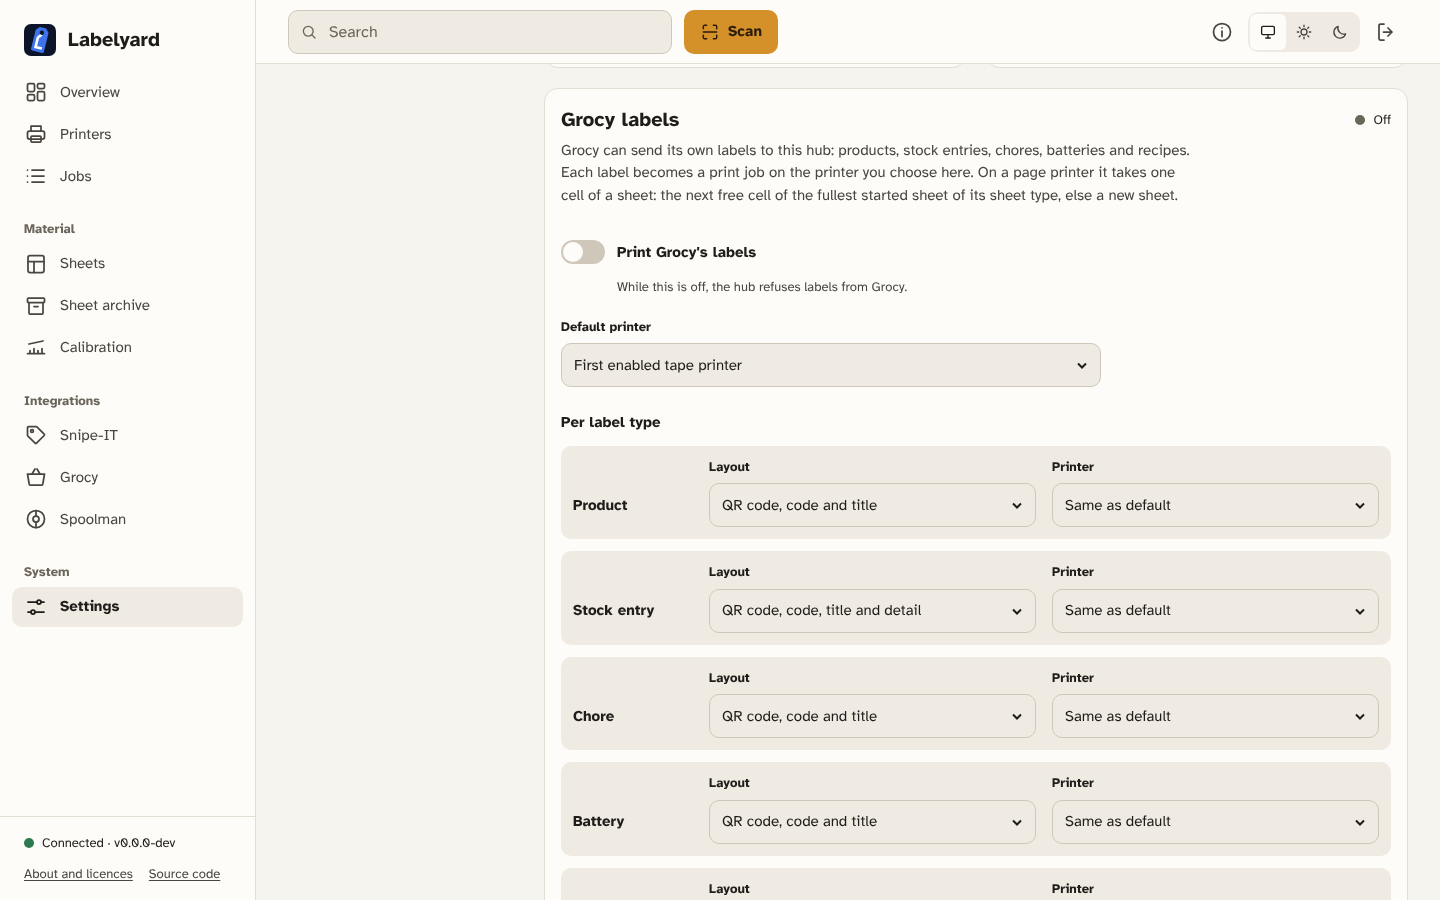 Labelyard
Search
Scan
Overview
Printers
Jobs
Material
Sheets
Sheet archive
Calibration
Integrations
Snipe-IT
Grocy
Spoolman
System
Settings
Connected · v0.0.0-dev
About and licences Source code
Grocy labels
Off
Grocy can send its own labels to this hub: products, stock entries, chores, batteries and recipes.
Each label becomes a print job on the printer you choose here. On a page printer it takes one
cell of a sheet: the next free cell of the fullest started sheet of its sheet type, else a new sheet.
Print Grocy's labels
While this is off, the hub refuses labels from Grocy.
Default printer
First enabled tape printer
Per label type
Layout Printer
Product QR code, code and title Same as default
Layout Printer
Stock entry QR code, code, title and detail Same as default
Layout Printer
Chore QR code, code and title Same as default
Layout Printer
Battery QR code, code and title Same as default
Layout Printer